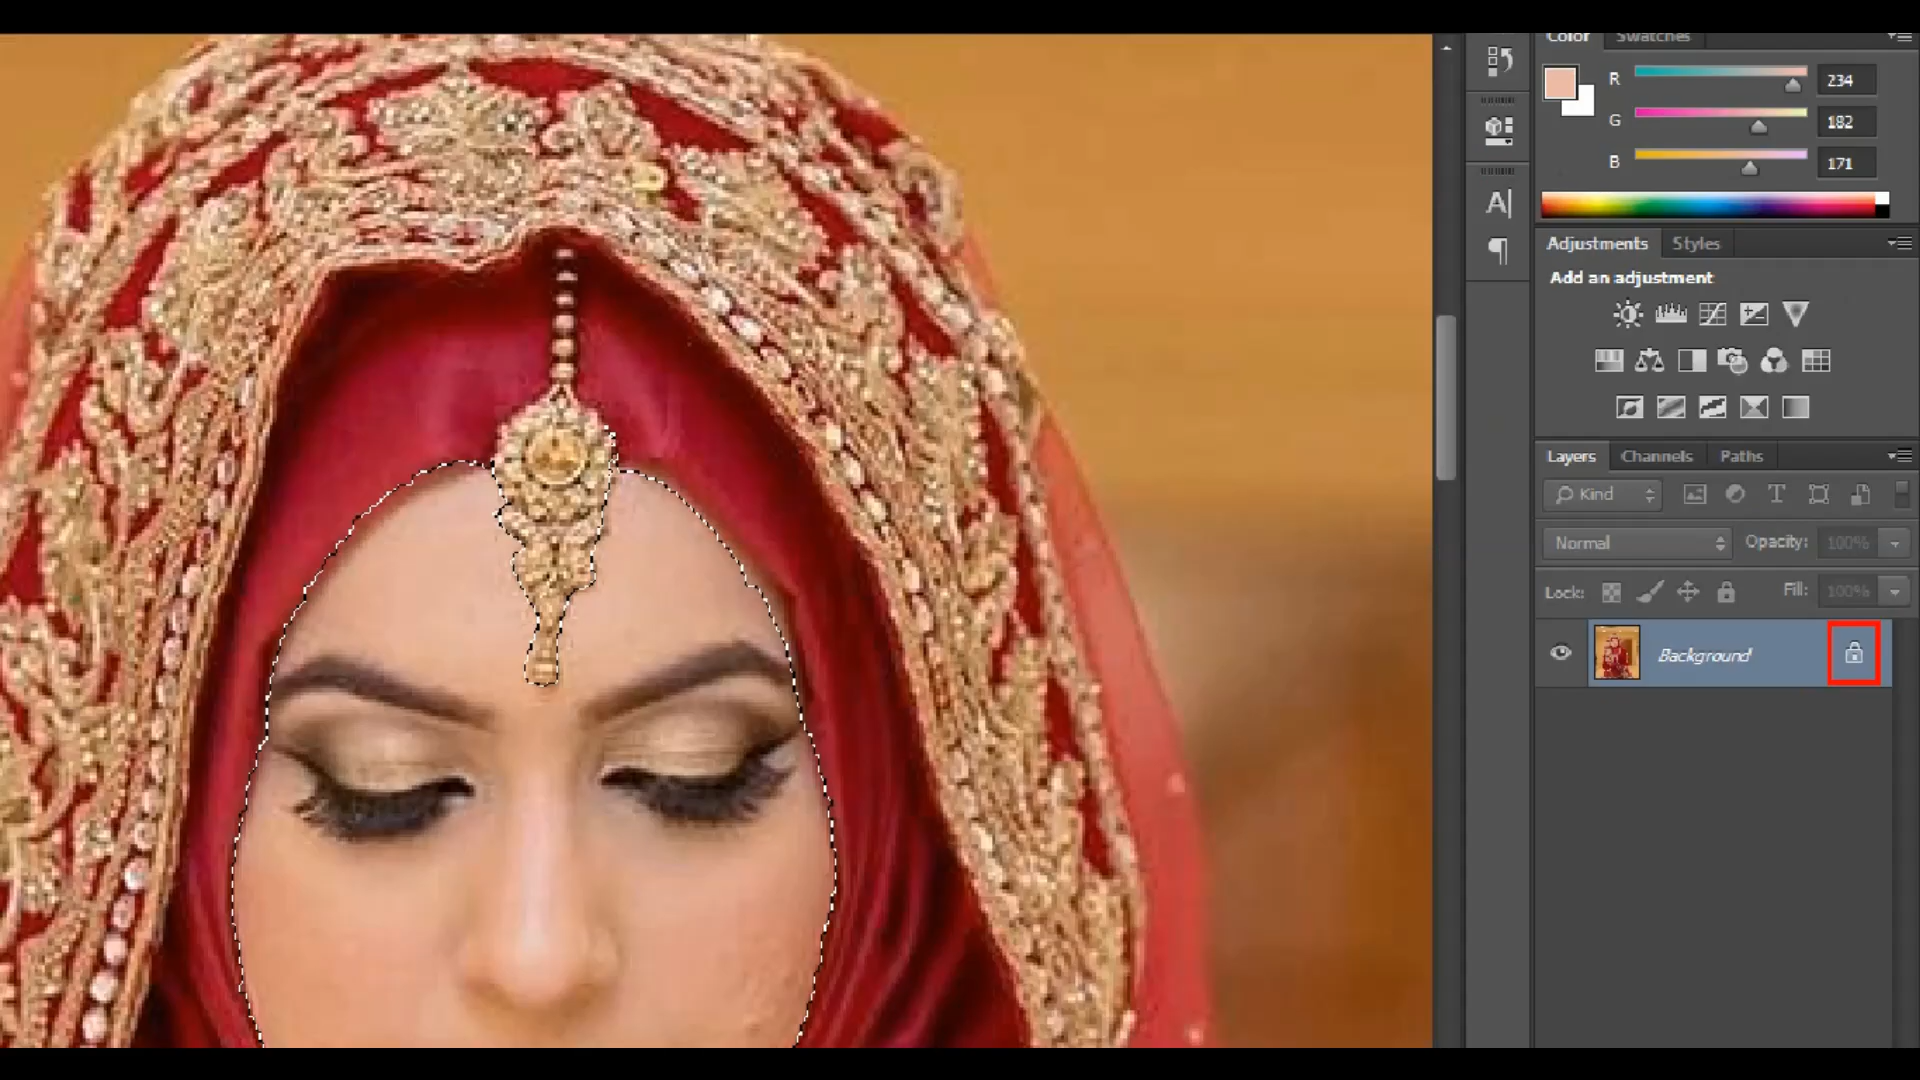 Color Swatches
R 234
G 182
B 171
Adjustments Styles
Add an adjustment
Layers Channels Paths
Kind
Normal Opacity: 100%
Lock: Fill: 100%
Background